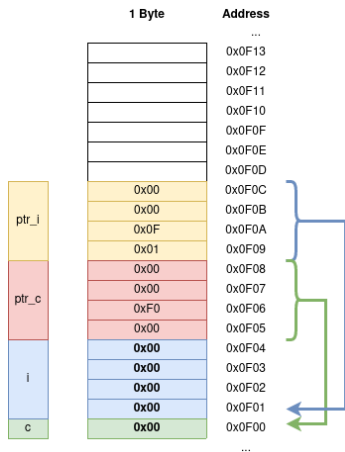 1 Byte Address
...
0x0F13
0x0F12
0x0F11
0x0F10
0x0F0F
0x0F0E
0x0F0D
ptr_i
0x00 0x0F0C
0x00 0x0F0B
0x0F 0x0F0A
0x01 0x0F09
ptr_c
0x00 0x0F08
0x00 0x0F07
0xF0 0x0F06
0x00 0x0F05
i
0x00 0x0F04
0x00 0x0F03
0x00 0x0F02
0x00 0x0F01
c 0x00 0x0F00
...